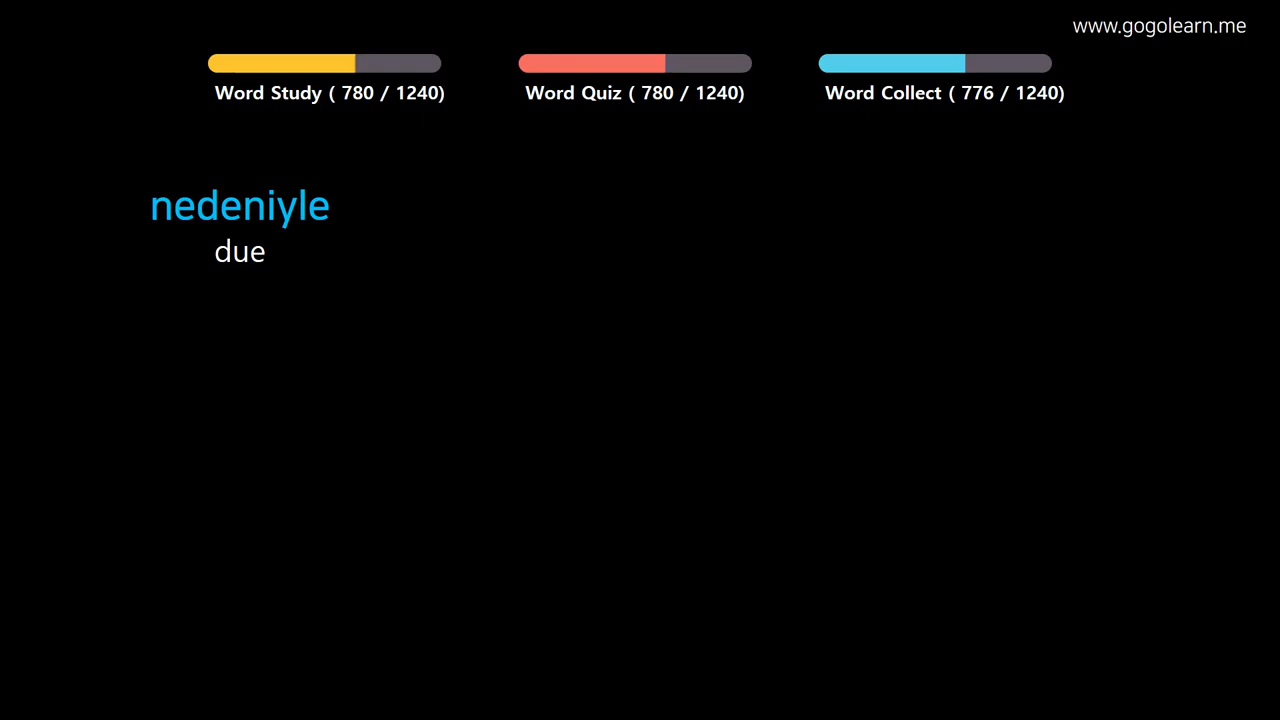 www.gogolearn.me
Word Study ( 780 / 1240)
Word Quiz ( 780 / 1240)
Word Collect ( 776 / 1240)
nedeniyle
due